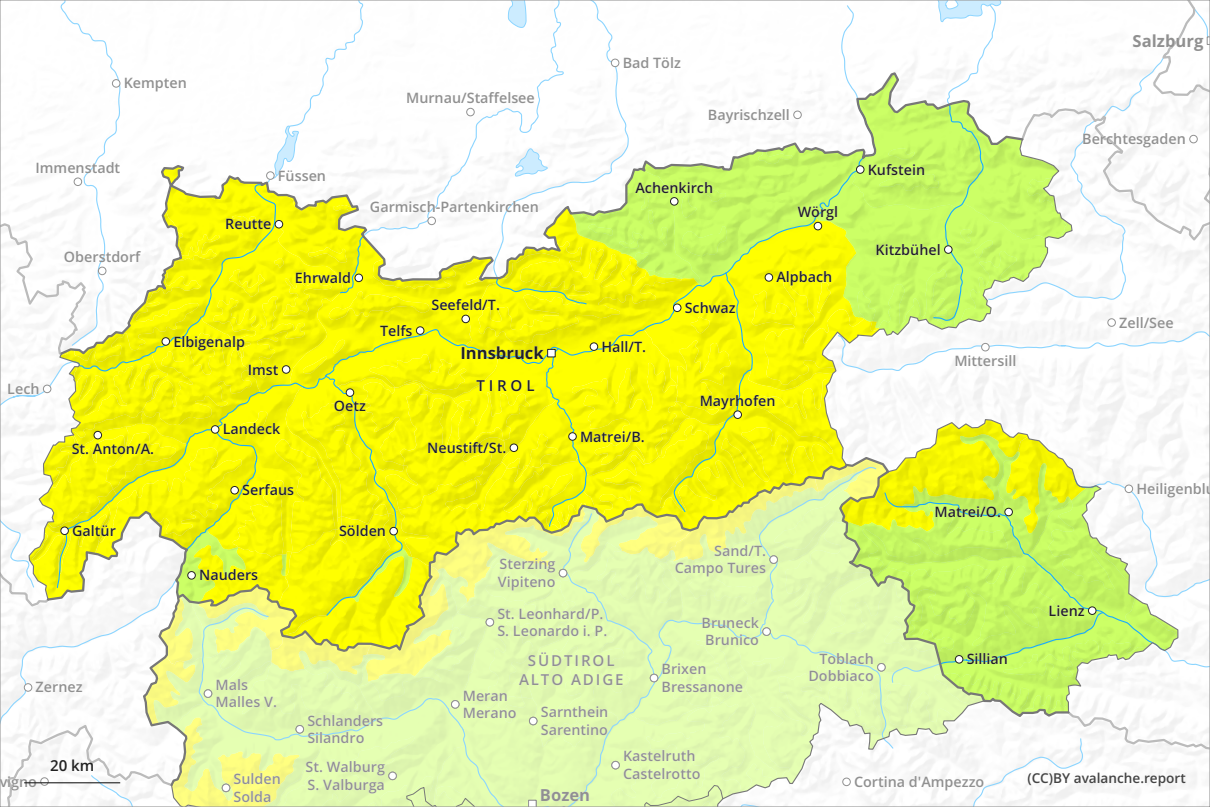 Salzburg
Bad Tölz
Kempten
Murnau/Staffelsee
Bayrischzell
Berchtesgaden
Immenstadt
Füssen
Kufstein
Achenkirch
Garmisch-Partenkirchen
Wörgl
Reutte
Kitzbühel
Oberstdorf
Ehrwald
Alpbach
Seefeld/T.
Schwaz
Telfs
Zell/See
Elbigenalp
Hall/T.
Innsbruck
Mittersill
Imst
TIROL
Lech
Oetz
Mayrhofen
Landeck
St. Anton/A.
Neustift/St.
Matrei/B.
Serfaus
Heiligenblu
Matrei/O.
Galtür
Sölden
Sand/T.
Campo Tures
Sterzing
Vipiteno
Nauders
Lienz
St. Leonhard/P.
S. Leonardo i. P.
Bruneck
Brunico
Sillian
SÜDTIROL
ALTO ADIGE
Toblach
Dobbiaco
Brixen
Bressanone
Zernez
Mals
Malles V.
Meran
Merano
Sarnthein
Sarentino
Schlanders
Silandro
Kastelruth
Castelrotto
20 km
St. Walburg
S. Valburga
vigno
Sulden
Solda
Cortina d'Ampezzo
(CC)BY avalanche.report
Bozen